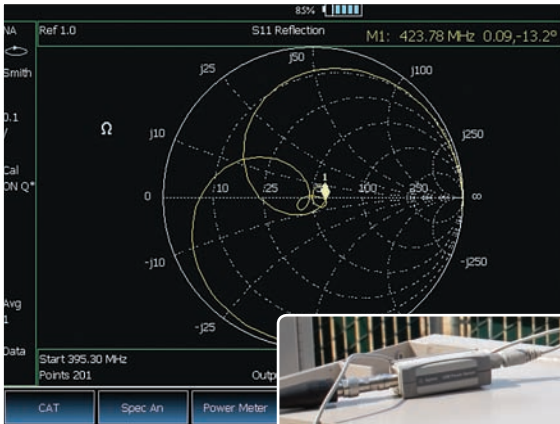 85%
NA
Ref 1.0
S11 Reflection
M1: 423.78 MHz 0.09,-13.2°
Smith
0.1
/
Cal
ON Q*
Avg
1
Data
Ω
j50
j25
j100
j10
j250
0
10
25
50
100
250
∞
1
-j10
-j250
-j25
Start 395.30 MHz
Points 201
Outpu
CAT
Spec An
Power Meter